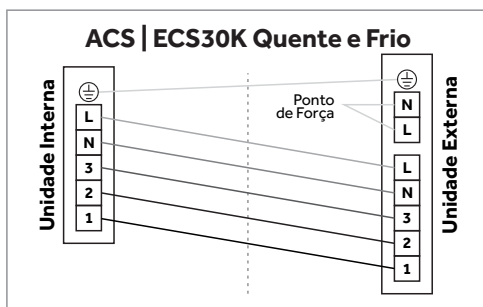 ACS | ECS30K Quente e Frio
Unidade Interna
L
N
3
2
1
Ponto
de Força
N
L
L
N
3
2
1
Unidade Externa